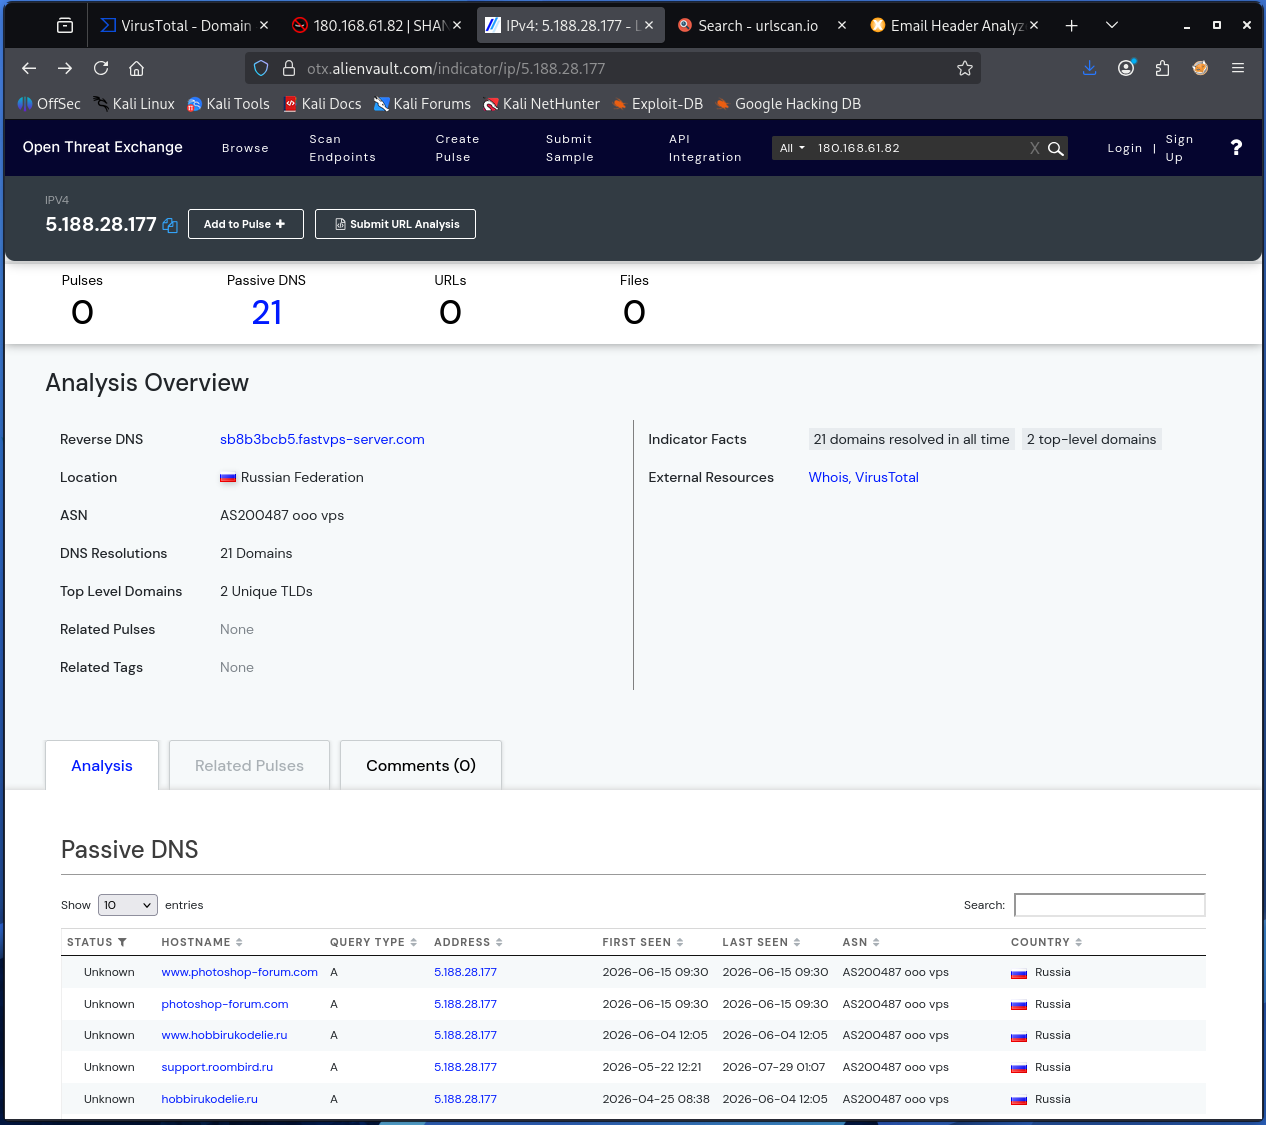 VirusTotal - Domain
180.168.61.82 | SHAN
IPv4: 5.188.28.177 - L
Search - urlscan.io
Email Header Analyz
otx.alienvault.com/indicator/ip/5.188.28.177
OffSec Kali Linux Kali Tools Kali Docs Kali Forums Kali NetHunter Exploit-DB Google Hacking DB
Open Threat Exchange
Browse
Scan Endpoints
Create Pulse
Submit Sample
API Integration
All 180.168.61.82 X
Login | Sign Up
?
IPV4
5.188.28.177
Add to Pulse +
Submit URL Analysis
Pulses Passive DNS URLs Files
0 21 0 0
Analysis Overview
Reverse DNS sb8b3bcb5.fastvps-server.com
Location Russian Federation
ASN AS200487 ooo vps
DNS Resolutions 21 Domains
Top Level Domains 2 Unique TLDs
Related Pulses None
Related Tags None
Indicator Facts 21 domains resolved in all time 2 top-level domains
External Resources Whois, VirusTotal
Analysis Related Pulses Comments (0)
Passive DNS
Show 10 entries Search:
STATUS HOSTNAME QUERY TYPE ADDRESS FIRST SEEN LAST SEEN ASN COUNTRY
Unknown www.photoshop-forum.com A 5.188.28.177 2026-06-15 09:30 2026-06-15 09:30 AS200487 ooo vps Russia
Unknown photoshop-forum.com A 5.188.28.177 2026-06-15 09:30 2026-06-15 09:30 AS200487 ooo vps Russia
Unknown www.hobbirukodelie.ru A 5.188.28.177 2026-06-04 12:05 2026-06-04 12:05 AS200487 ooo vps Russia
Unknown support.roombird.ru A 5.188.28.177 2026-05-22 12:21 2026-07-29 01:07 AS200487 ooo vps Russia
Unknown hobbirukodelie.ru A 5.188.28.177 2026-04-25 08:38 2026-06-04 12:05 AS200487 ooo vps Russia